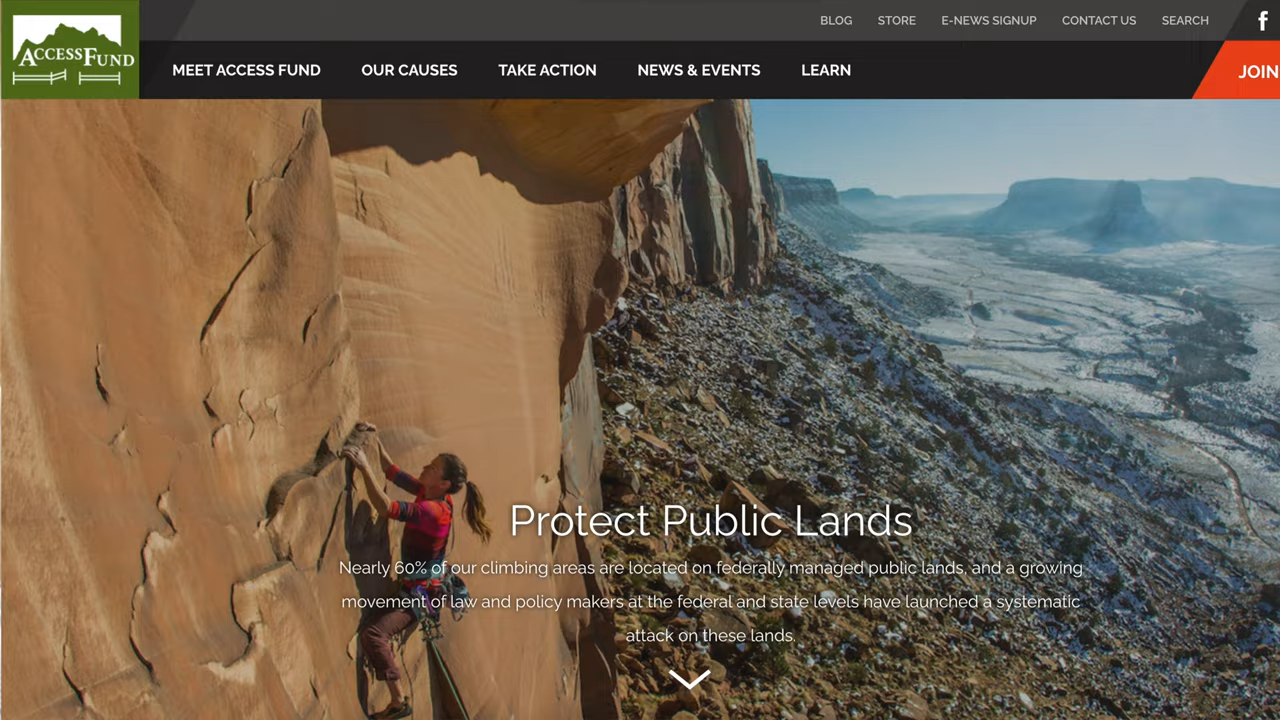 ACCESS FUND
BLOG STORE E-NEWS SIGNUP CONTACT US SEARCH f
MEET ACCESS FUND OUR CAUSES TAKE ACTION NEWS & EVENTS LEARN JOIN
Protect Public Lands
Nearly 60% of our climbing areas are located on federally managed public lands, and a growing
movement of law and policy makers at the federal and state levels have launched a systematic
attack on these lands.